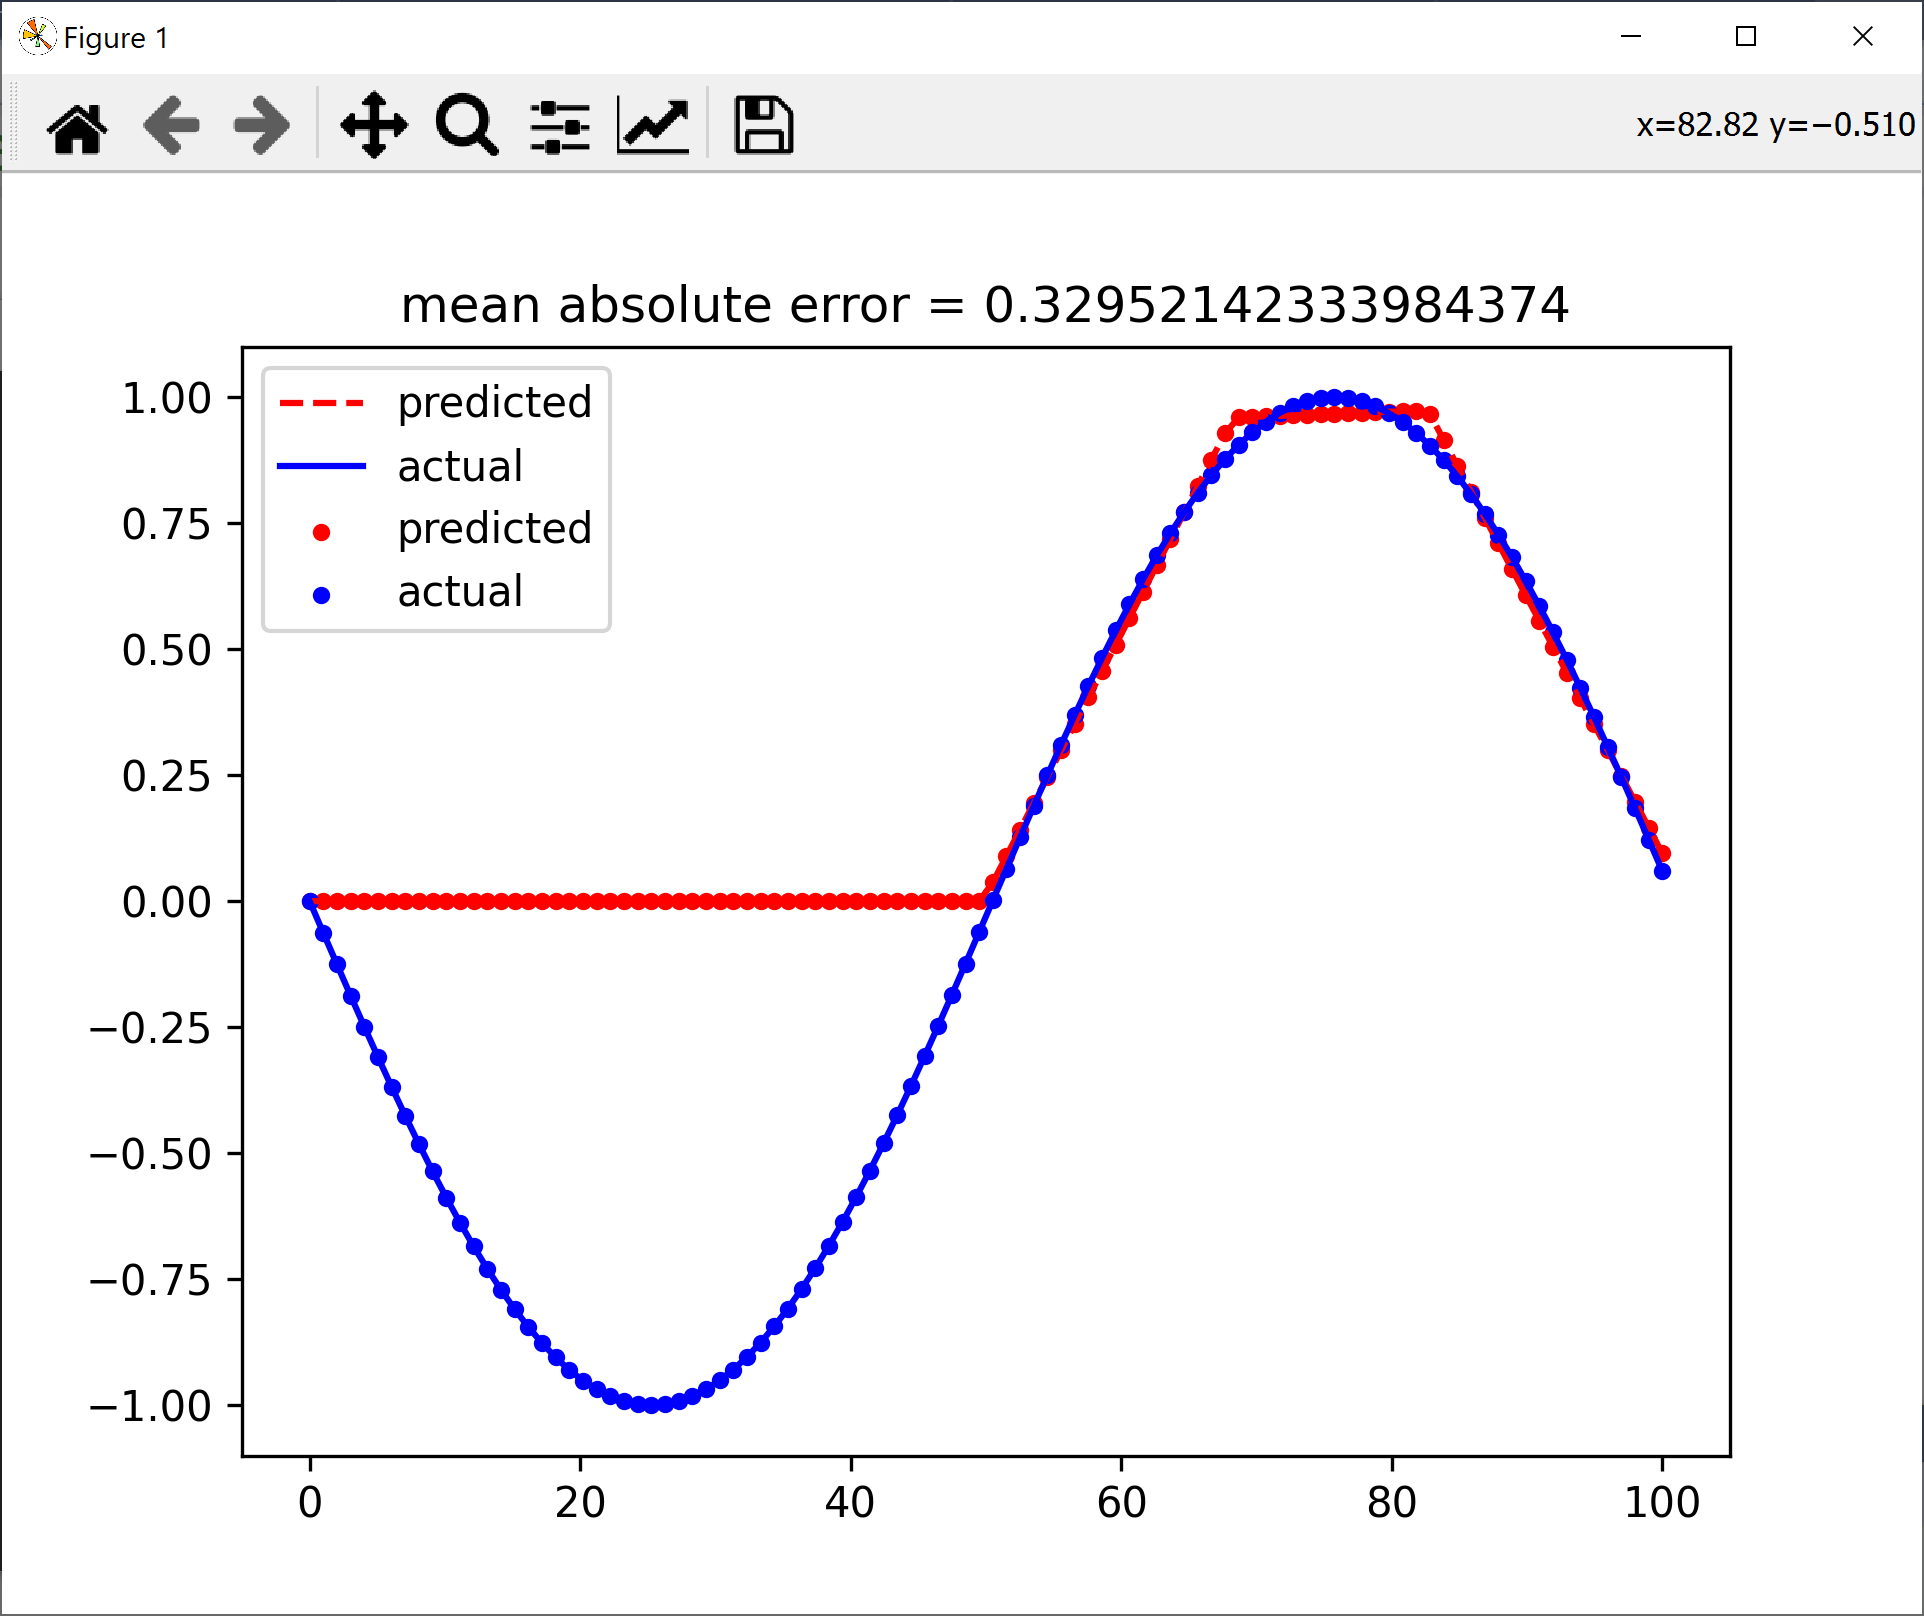 Figure 1
x=82.82 y=−0.510
mean absolute error = 0.32952142333984374
predicted
actual
predicted
actual
1.00
0.75
0.50
0.25
0.00
−0.25
−0.50
−0.75
−1.00
0 20 40 60 80 100